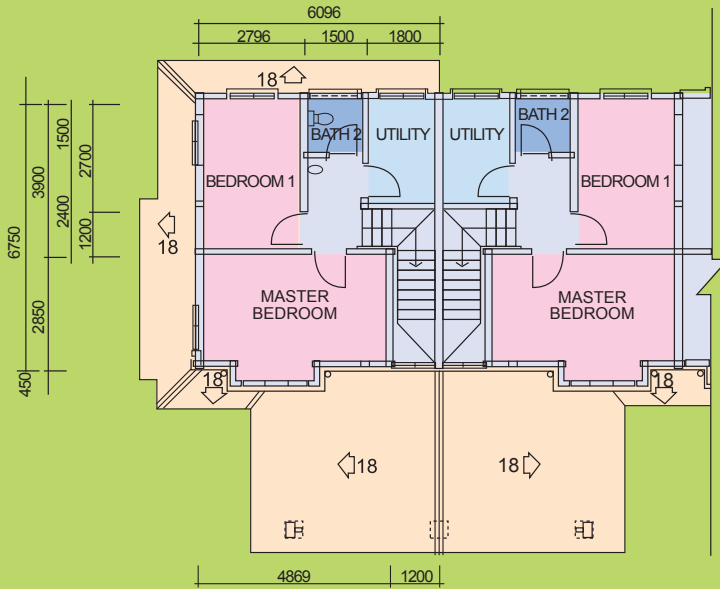 6096
2796 1500 1800
18
BATH 2 UTILITY UTILITY BATH 2
BEDROOM 1 BEDROOM 1
1500
2700
3900
2400
1200
6750
2850
450
18
MASTER
BEDROOM
MASTER
BEDROOM
18 18
18 18
4869 1200